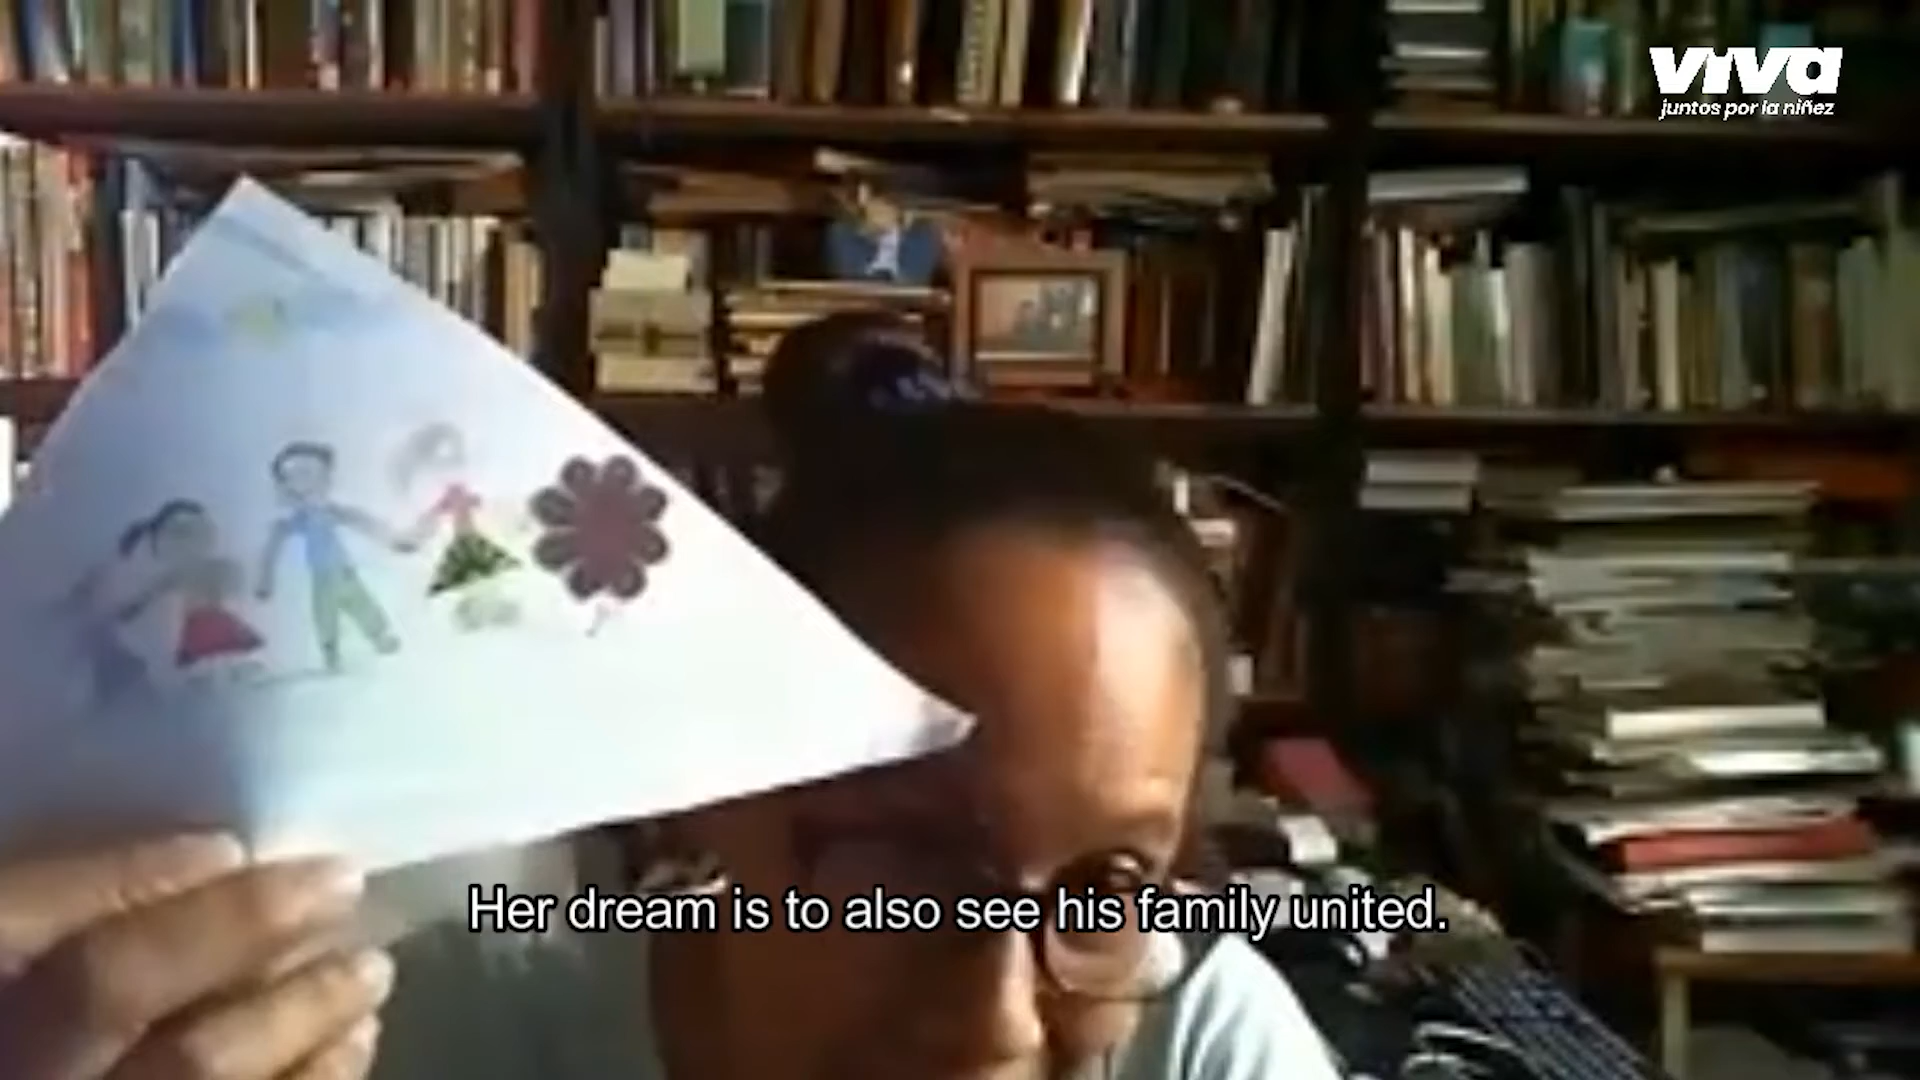 viva
juntos por la niñez
Her dream is to also see his family united.